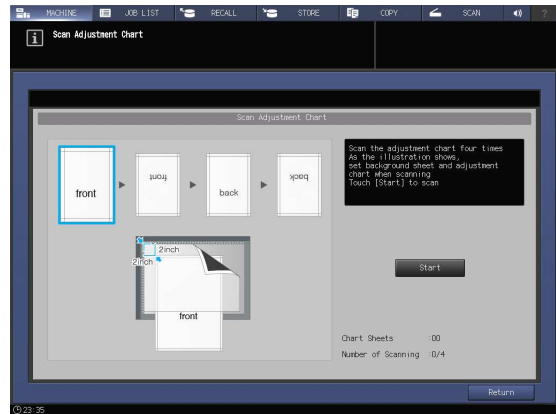 MACHINE JOB LIST RECALL STORE COPY SCAN ?
i Scan Adjustment Chart
Scan Adjustment Chart
front front back back
2inch
2inch
front
Scan the adjustment chart four times
As the illustration shows,
set background sheet and adjustment
chart when scanning
Touch [Start] to scan
Start
Chart Sheets :00
Number of Scanning :0/4
Return
23:35